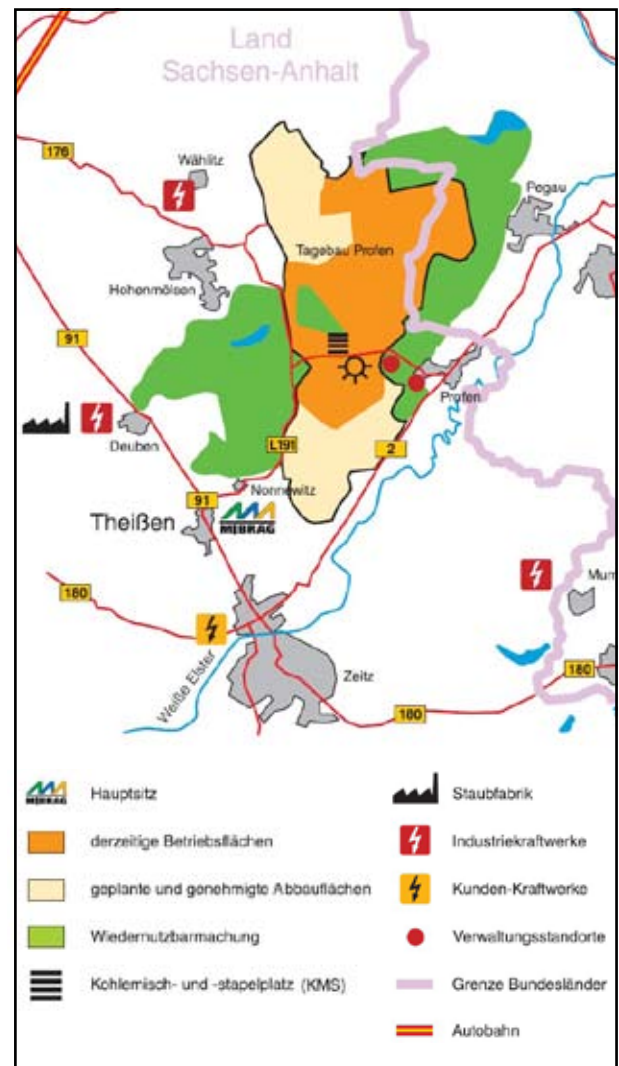 Land
Sachsen-Anhalt
176
Wählitz
Pegau
Tagebau Profen
Hohenmölsen
91
Profen
Deuben
L191
2
Nonnewitz
91
Theißen
MIBRAG
180
Mum
Weiße Elster
Zeitz
180
180
MIBRAG
Hauptsitz
derzeitige Betriebsflächen
geplante und genehmigte Abbauflächen
Wiedernutzbarmachung
Kohlemisch- und -stapelplatz (KMS)
Staubfabrik
Industriekraftwerke
Kunden-Kraftwerke
Verwaltungsstandorte
Grenze Bundesländer
Autobahn